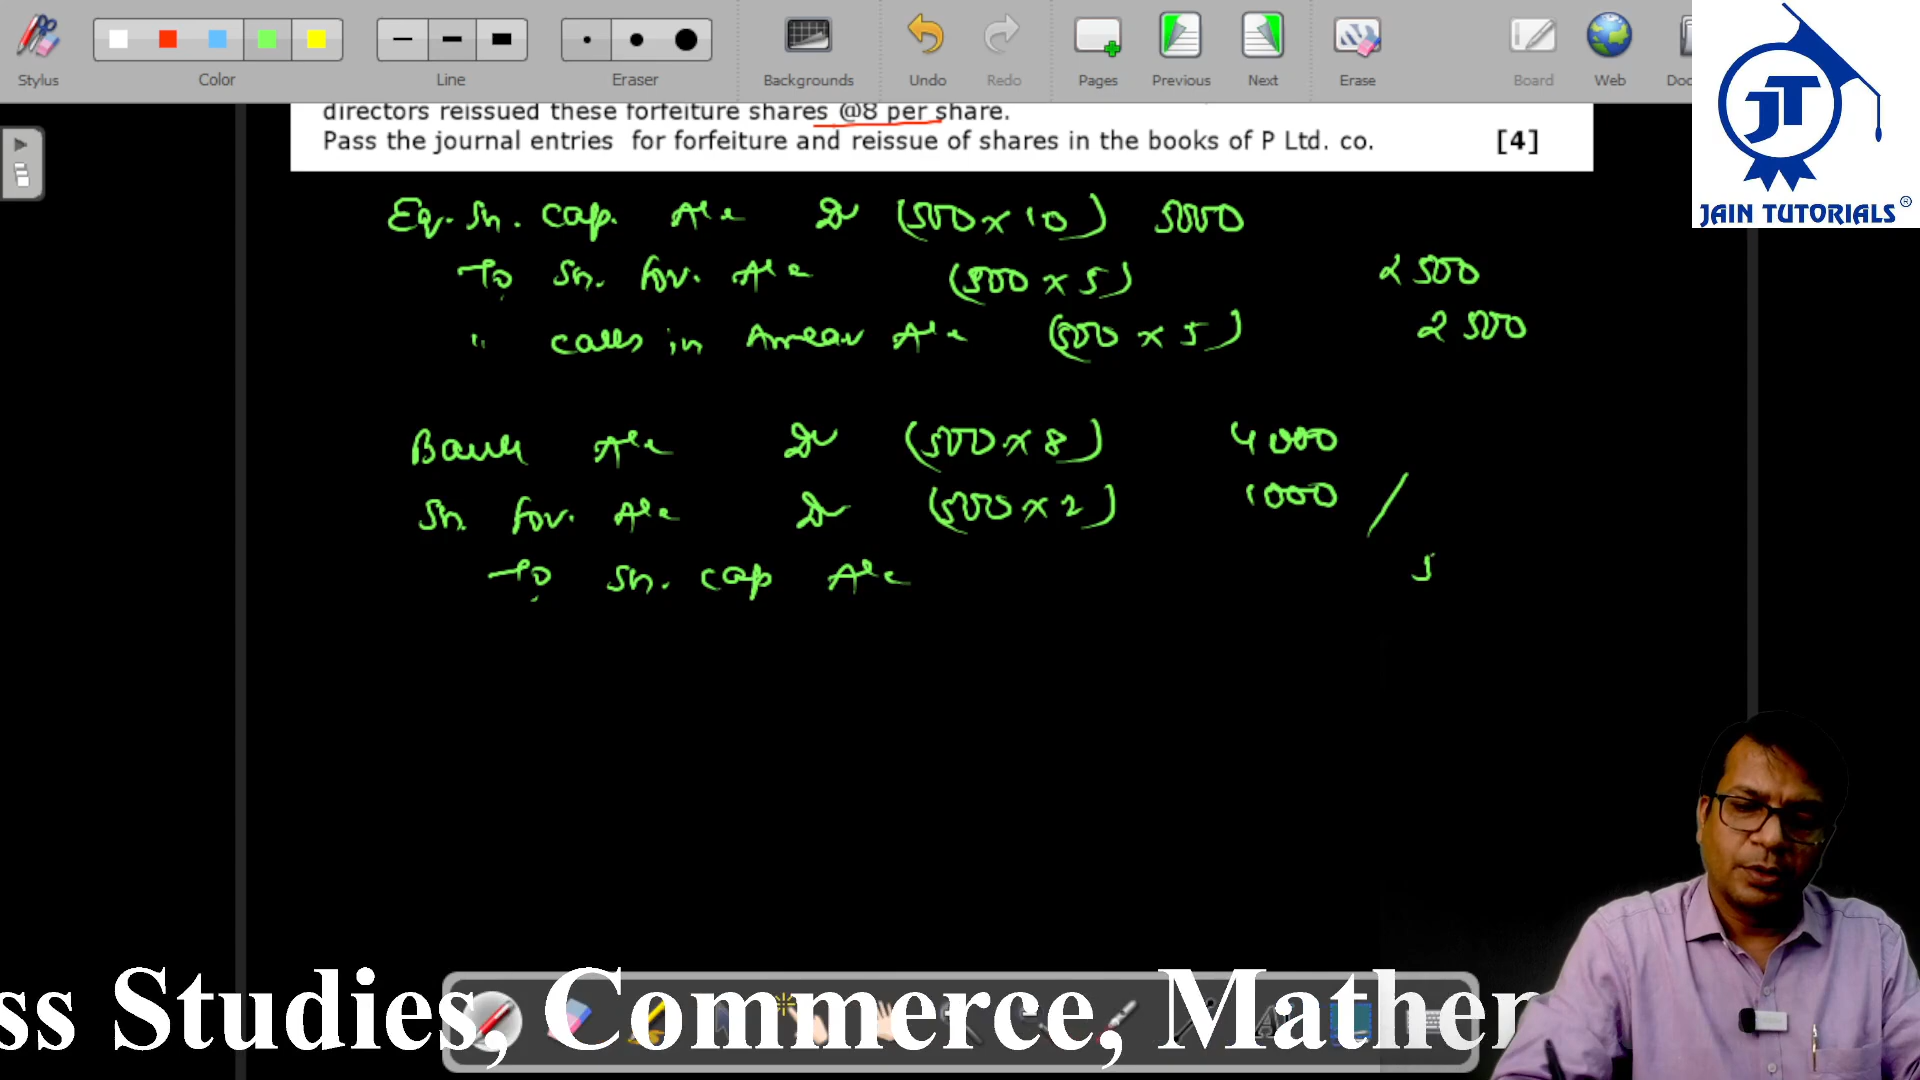 Stylus Color Line Eraser Backgrounds Undo Redo Pages Previous Next Erase Board Web
directors reissued these forfeiture shares @8 per share.
Pass the journal entries for forfeiture and reissue of shares in the books of P Ltd. co. [4]
JT
JAIN TUTORIALS®
Eq. Sh. cap. A/c Dr (500 x 10) 5000
To Sh. for. A/c (500 x 5) 2500
" calls in Arrear A/c (500 x 5) 2500
Bank A/c Dr (500 x 8) 4000
Sh. for. A/c Dr (500 x 2) 1000 /
To Sh. cap A/c 5
ss Studies, Commerce, Mathe